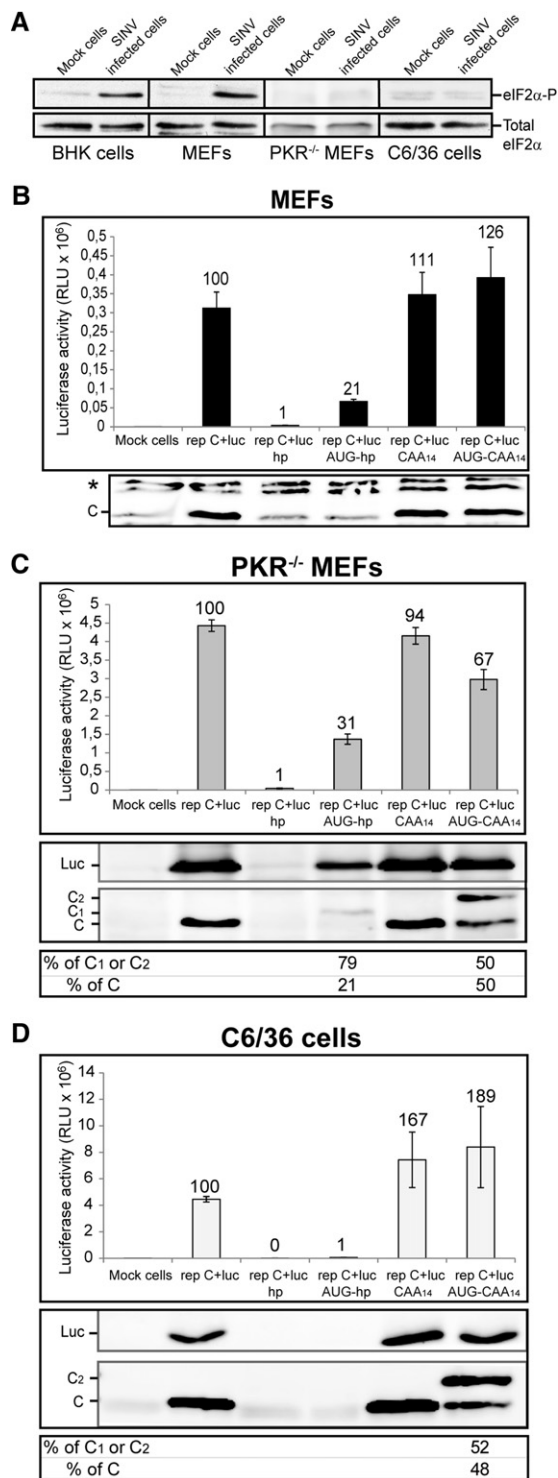 A
Mock cells
SINV infected cells
Mock cells
SINV infected cells
Mock cells
SINV infected cells
Mock cells
SINV infected cells
eIF2α-P
Total eIF2α
BHK cells MEFs PKR-/- MEFs C6/36 cells
B
MEFs
Luciferase activity (RLU x 10⁶)
0,5
0,45
0,4
0,35
0,3
0,25
0,2
0,15
0,1
0,05
0
100
1
21
111
126
Mock cells rep C+luc rep C+luc rep C+luc rep C+luc rep C+luc
hp AUG-hp CAA14 AUG-CAA14
*
C
C
PKR-/- MEFs
Luciferase activity (RLU x 10⁶)
5
4,5
4
3,5
3
2,5
2
1,5
1
0,5
0
100
1
31
94
67
Mock cells rep C+luc rep C+luc rep C+luc rep C+luc rep C+luc
hp AUG-hp CAA14 AUG-CAA14
Luc
C2
C1
C
% of C1 or C2 79 50
% of C 21 50
D
C6/36 cells
Luciferase activity (RLU x 10⁶)
14
12
10
8
6
4
2
0
100
0
1
167
189
Mock cells rep C+luc rep C+luc rep C+luc rep C+luc rep C+luc
hp AUG-hp CAA14 AUG-CAA14
Luc
C2
C
% of C1 or C2 52
% of C 48